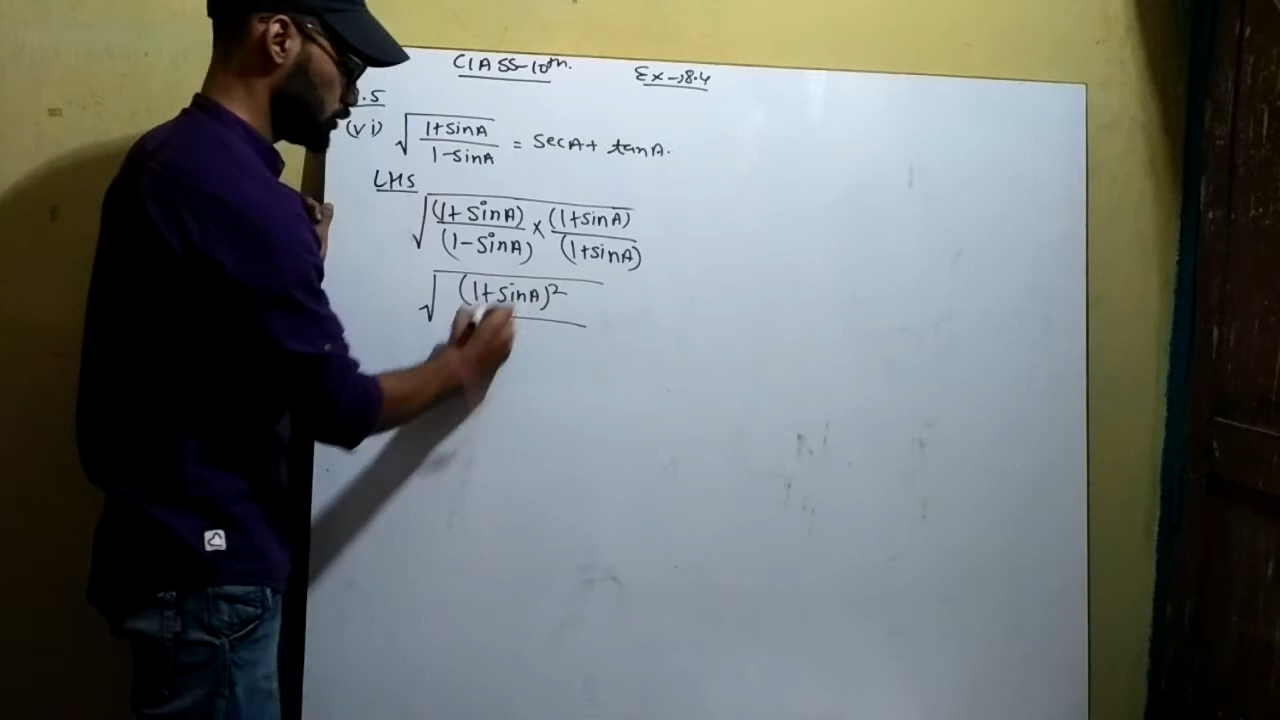 CLASS-10th. Ex-8.4
.5
(vi) √((1+sinA)/(1-sinA)) = SecA+ tanA.
LHS
√((1+sinA)/(1-sinA) × (1+sinA)/(1+sinA))
√((1+sinA)²